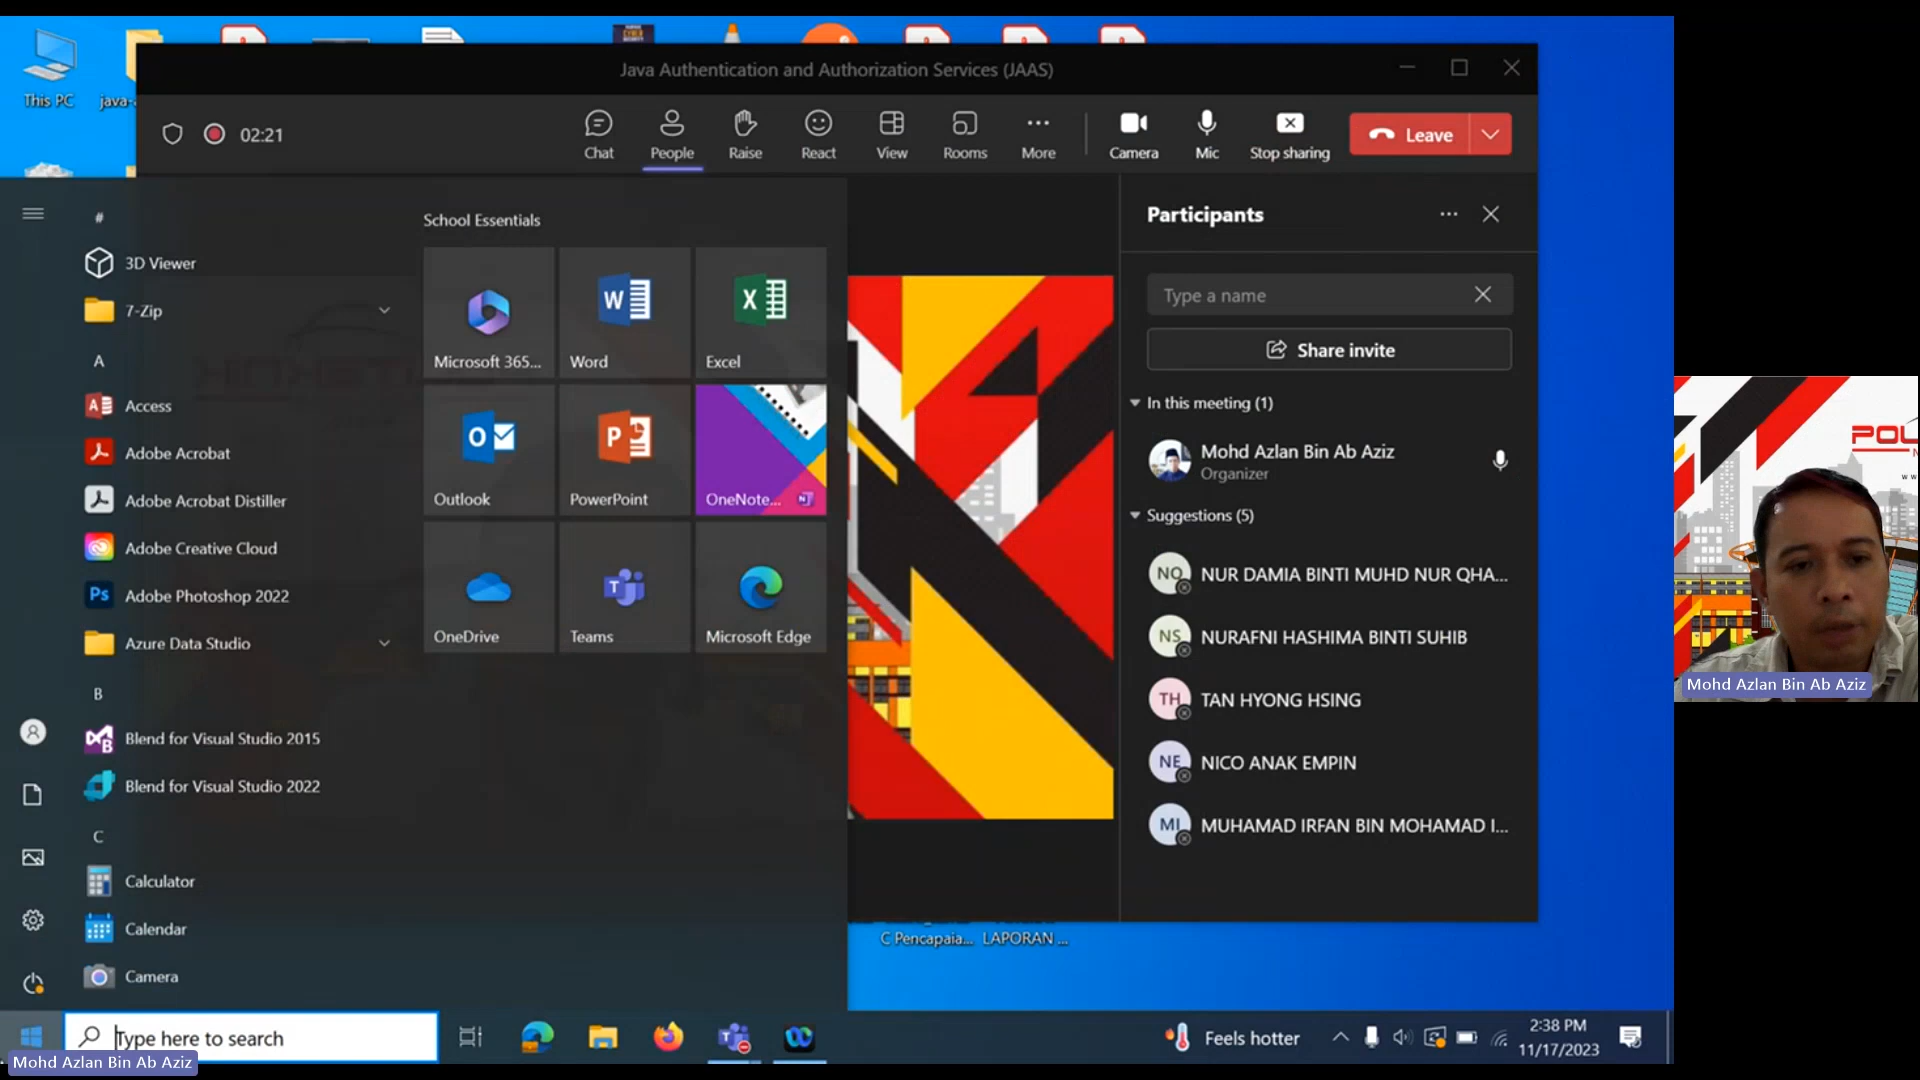 This PC
java-
Java Authentication and Authorization Services (JAAS)
02:21
Chat
People
Raise
React
View
Rooms
More
Camera
Mic
Stop sharing
Leave
#
3D Viewer
7-Zip
A
Access
Adobe Acrobat
Adobe Acrobat Distiller
Adobe Creative Cloud
Adobe Photoshop 2022
Azure Data Studio
B
Blend for Visual Studio 2015
Blend for Visual Studio 2022
C
Calculator
Calendar
Camera
School Essentials
Microsoft 365...
Word
Excel
Outlook
PowerPoint
OneNote...
OneDrive
Teams
Microsoft Edge
Participants
Type a name
Share invite
In this meeting (1)
Mohd Azlan Bin Ab Aziz
Organizer
Suggestions (5)
NQ NUR DAMIA BINTI MUHD NUR QHA...
NS NURAFNI HASHIMA BINTI SUHIB
TH TAN HYONG HSING
NE NICO ANAK EMPIN
MI MUHAMAD IRFAN BIN MOHAMAD I...
C Pencapaia...
LAPORAN ...
POL
Mohd Azlan Bin Ab Aziz
Type here to search
Feels hotter
2:38 PM
11/17/2023
Mohd Azlan Bin Ab Aziz